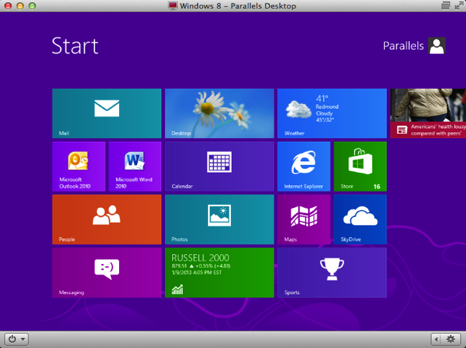 Windows 8 – Parallels Desktop
Start
Parallels
Mail
Desktop
41°
Redmond
Cloudy
45°/32°
Weather
Americans' health lousy
compared with peers'
Microsoft
Outlook 2010
Microsoft Word
2010
Calendar
Internet Explorer
Store
16
People
Photos
Maps
SkyDrive
Messaging
RUSSELL 2000
879.58 ▲ +0.55% (+4.83)
1/9/2013 4:05 PM EST
Sports